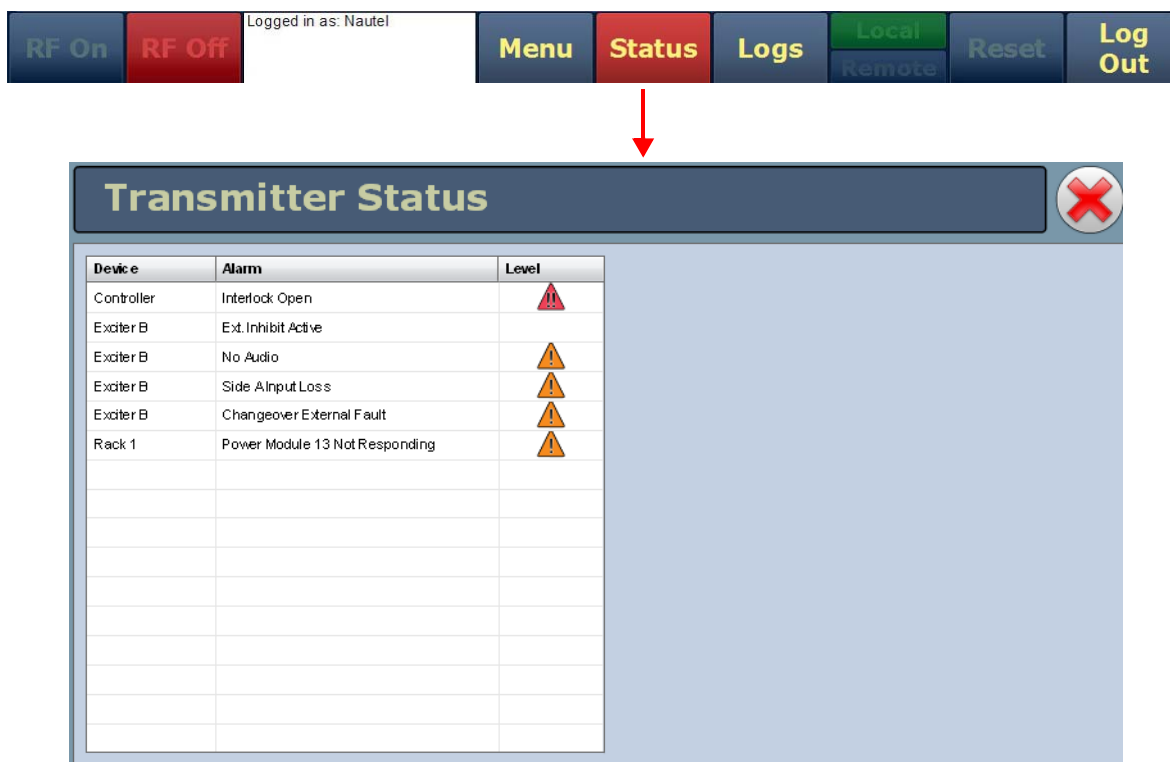 RF On RF Off Logged in as: Nautel Menu Status Logs Local Remote Reset Log Out
Transmitter Status
Device Alarm Level
Controller Interlock Open
Exciter B Ext. Inhibit Active
Exciter B No Audio
Exciter B Side A Input Loss
Exciter B Changeover External Fault
Rack 1 Power Module 13 Not Responding